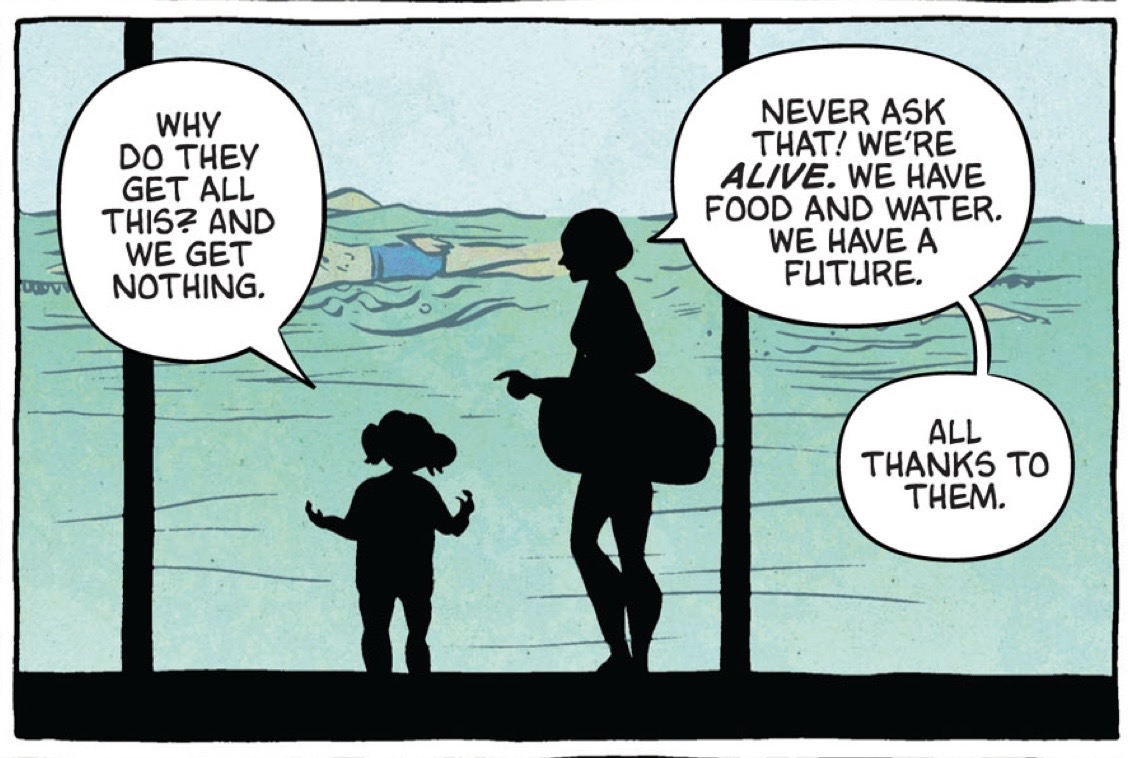 WHY
DO THEY
GET ALL
THIS? AND
WE GET
NOTHING.
NEVER ASK
THAT! WE'RE
ALIVE. WE HAVE
FOOD AND WATER.
WE HAVE A
FUTURE.
ALL
THANKS TO
THEM.